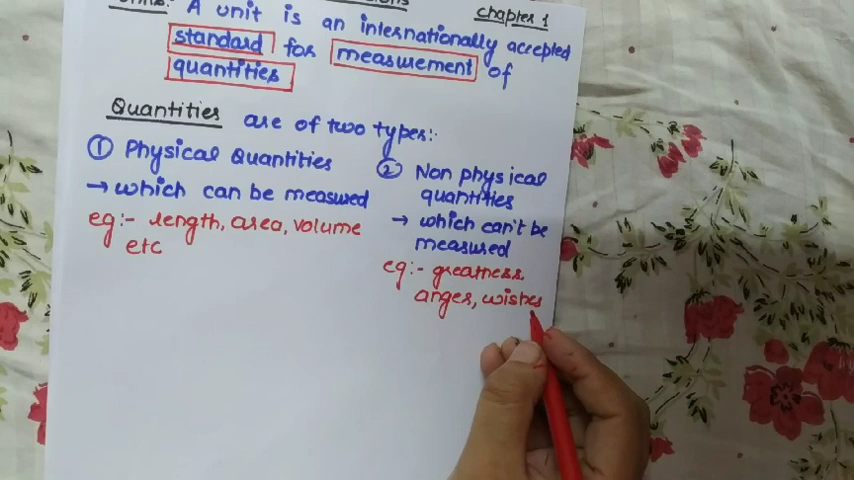 chapter 1
A unit is an internationally accepted
standard for measurement of
quantities
Quantities are of two types:-
① Physical Quantities
→ which can be measured
eg:- length, area, volume
etc
② Non physical
quantities
→ which can't be
measured
eg:- greatness
anger, wishes